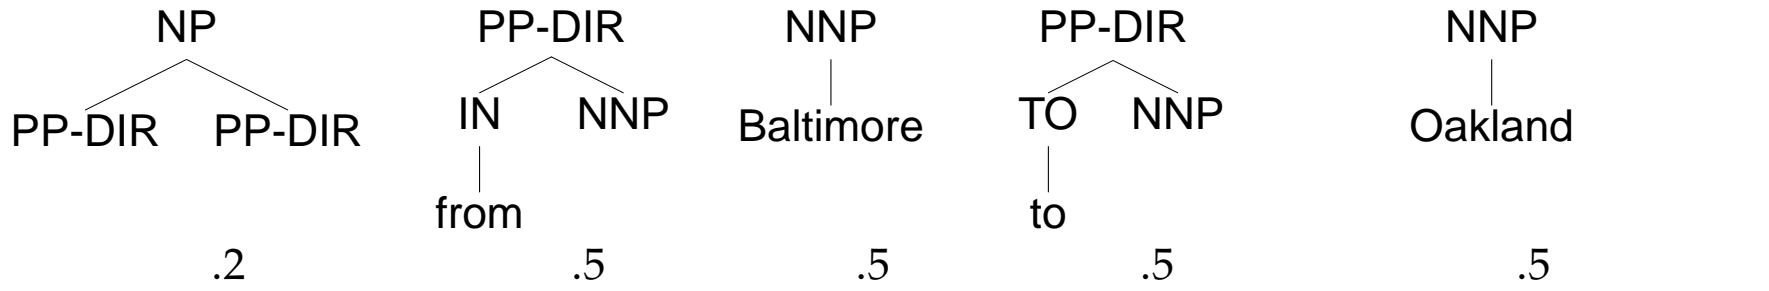 NP PP-DIR NNP PP-DIR NNP
IN NNP TO NNP
PP-DIR PP-DIR Baltimore Oakland
from to
.2 .5 .5 .5 .5